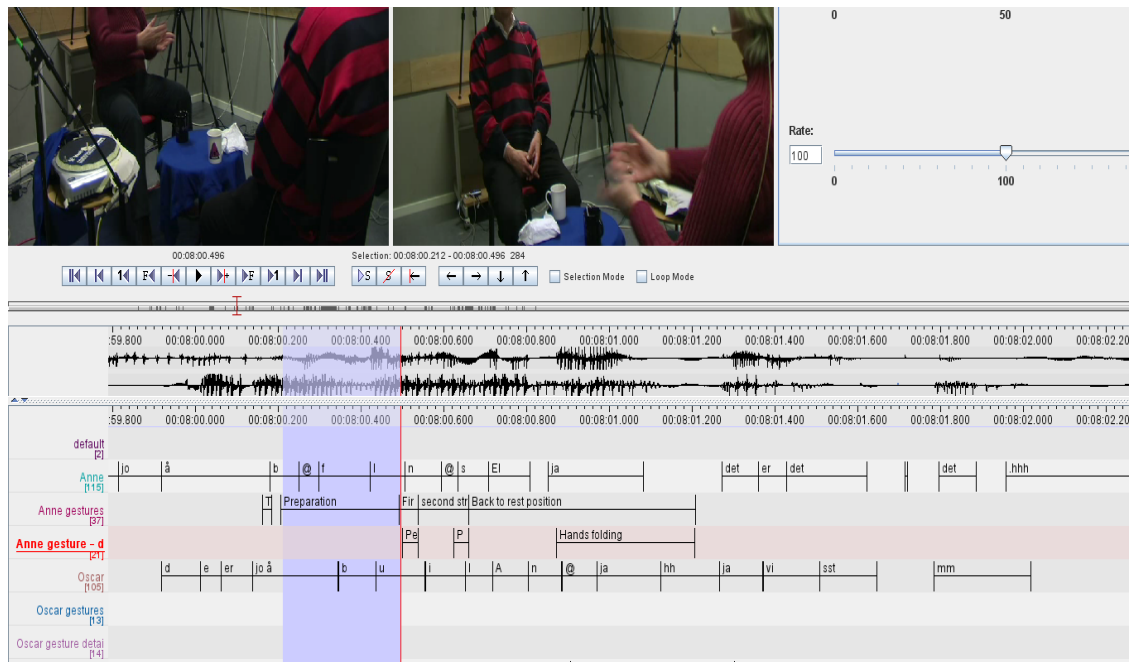 0 50
Rate:
100
0 100
00:08:00.496 Selection: 00:08:00.212 - 00:08:00.496 284
1 F F 1 S S Selection Mode Loop Mode
:59.800 00:08:00.000 00:08:00.200 00:08:00.400 00:08:00.600 00:08:00.800 00:08:01.000 00:08:01.200 00:08:01.400 00:08:01.600 00:08:01.800 00:08:02.000 00:08:02.20
:59.800 00:08:00.000 00:08:00.200 00:08:00.400 00:08:00.600 00:08:00.800 00:08:01.000 00:08:01.200 00:08:01.400 00:08:01.600 00:08:01.800 00:08:02.000 00:08:02.20
default
[2]
Anne jo å b @ f l n @ s El ja det er det det .hhh
[115]
Anne gestures T Preparation Fir second str Back to rest position
[37]
Anne gesture - d Pe P Hands folding
[21]
Oscar d e er jo å b u i l A n @ ja hh ja vi sst mm
[105]
Oscar gestures
[13]
Oscar gesture detai
[14]